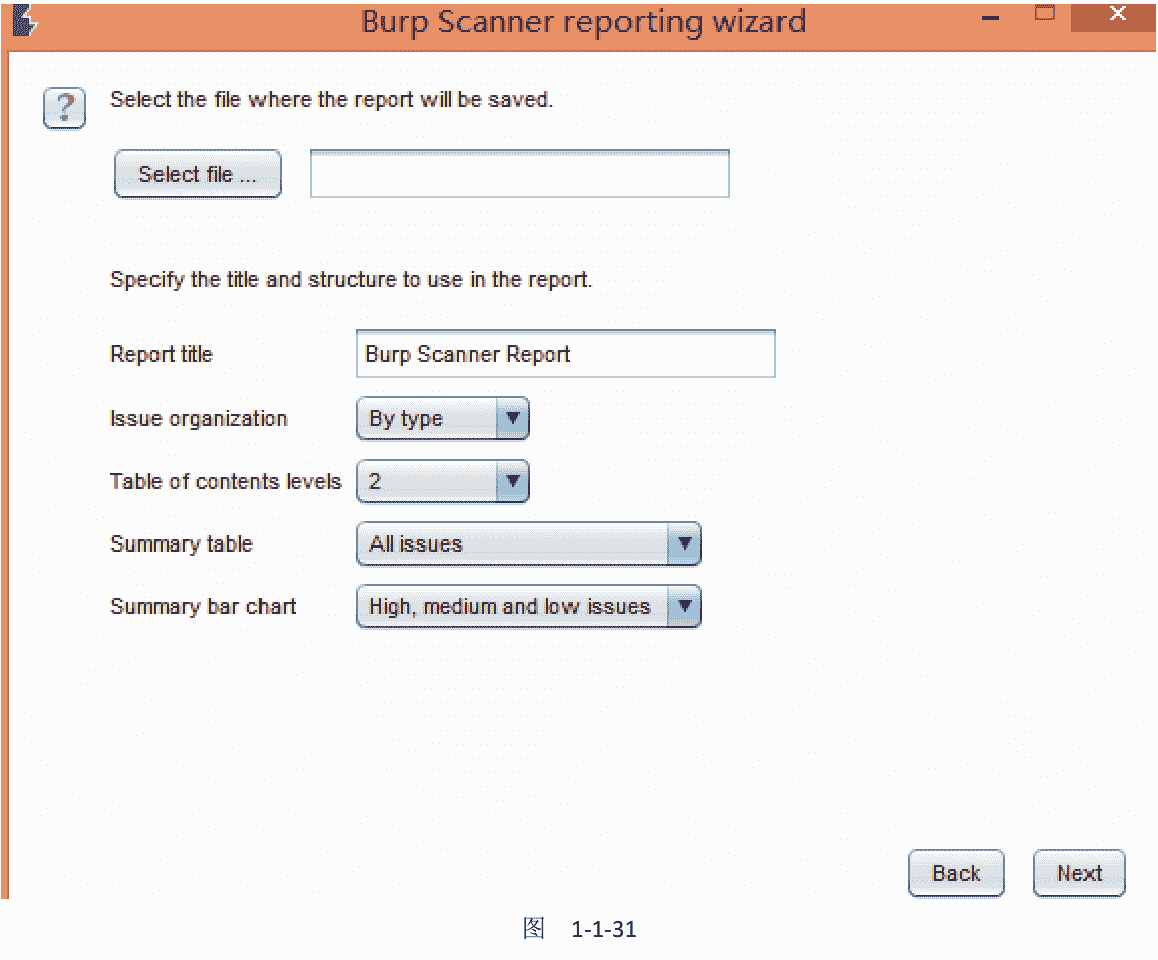 Burp Scanner reporting wizard
Select the file where the report will be saved.
?
Select file ...
Specify the title and structure to use in the report.
Report title Burp Scanner Report
Issue organization By type
Table of contents levels 2
Summary table All issues
Summary bar chart High, medium and low issues
Back Next
图 1-1-31